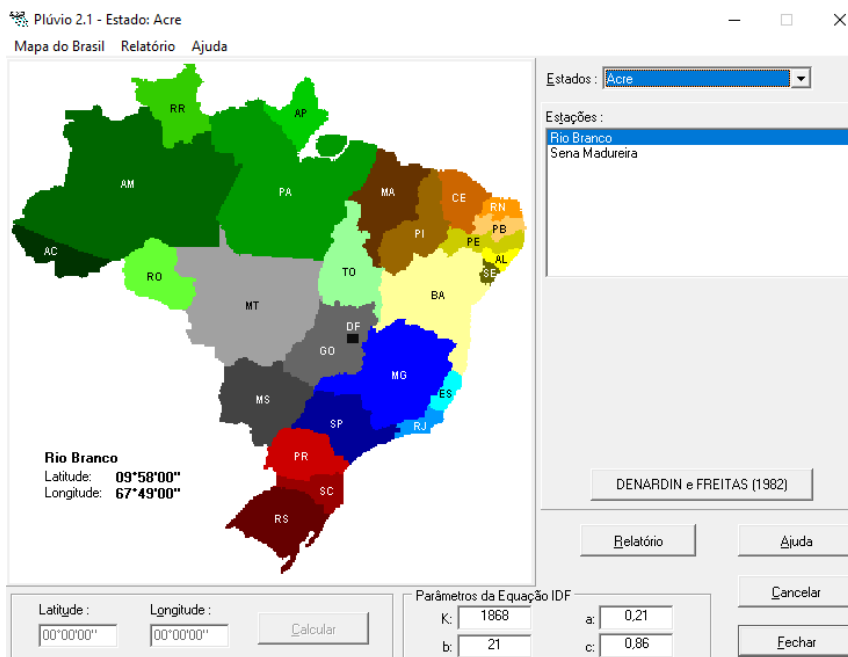 Plúvio 2.1 - Estado: Acre
Mapa do Brasil Relatório Ajuda
Estados : Acre
Estações :
Rio Branco
Sena Madureira
RR
AP
AM
PA
MA
CE
RN
PB
PI
PE
AL
SE
AC
RO
TO
BA
MT
DF
GO
MG
ES
MS
SP
RJ
PR
SC
RS
Rio Branco
Latitude: 09°58'00"
Longitude: 67°49'00"
DENARDIN e FREITAS (1982)
Relatório
Ajuda
Cancelar
Fechar
Latitude : Longitude :
00°00'00" 00°00'00" Calcular
Parâmetros da Equação IDF
K: 1868 a: 0,21
b: 21 c: 0,86